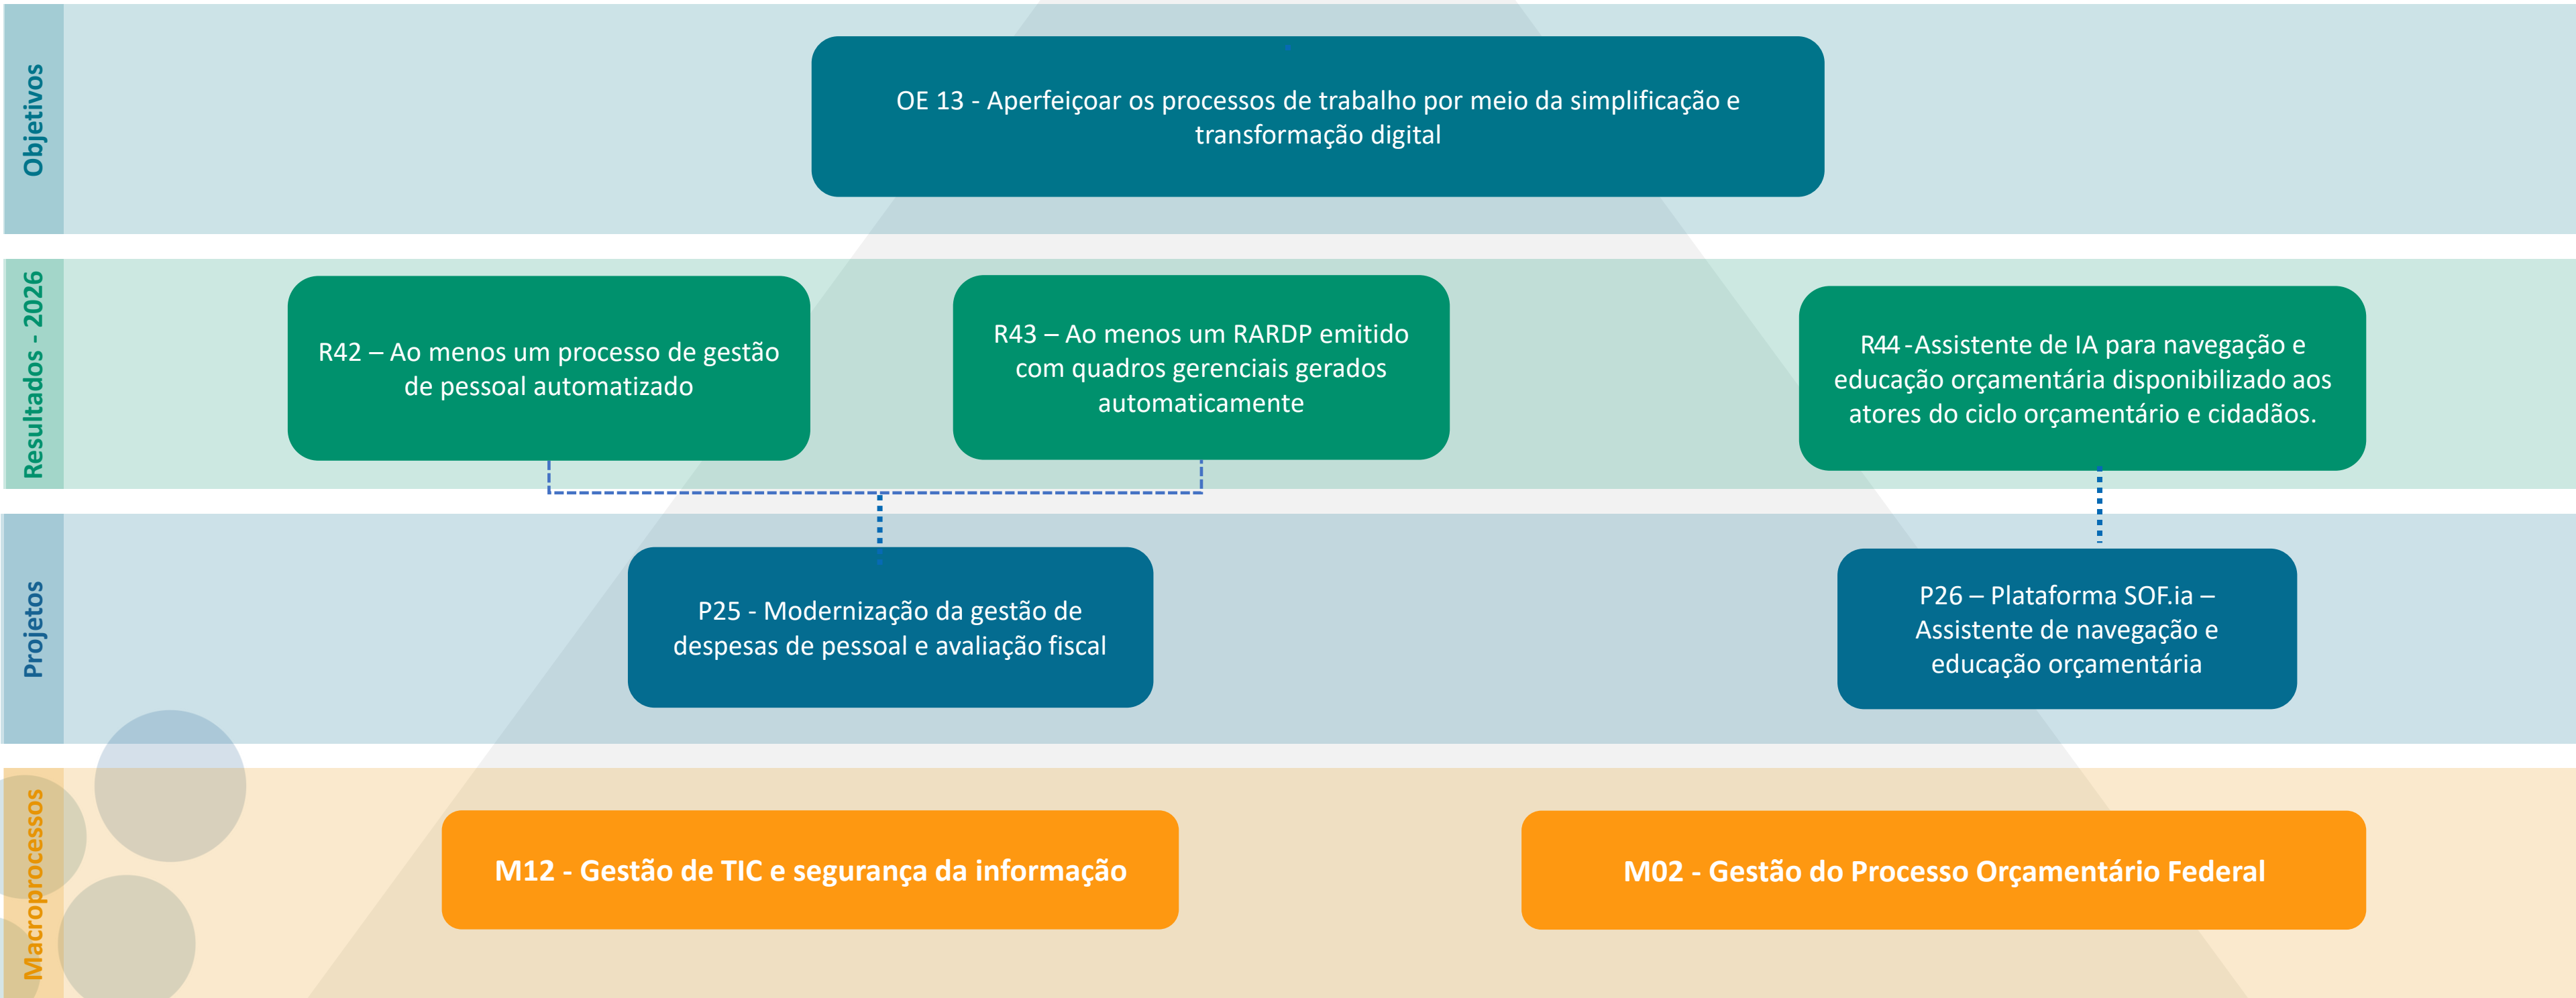 Objetivos
OE 13 - Aperfeiçoar os processos de trabalho por meio da simplificação e
transformação digital
Resultados - 2026
R42 – Ao menos um processo de gestão
de pessoal automatizado
R43 – Ao menos um RARDP emitido
com quadros gerenciais gerados
automaticamente
R44 -Assistente de IA para navegação e
educação orçamentária disponibilizado aos
atores do ciclo orçamentário e cidadãos.
Projetos
P25 - Modernização da gestão de
despesas de pessoal e avaliação fiscal
P26 – Plataforma SOF.ia –
Assistente de navegação e
educação orçamentária
Macroprocessos
M12 - Gestão de TIC e segurança da informação
M02 - Gestão do Processo Orçamentário Federal